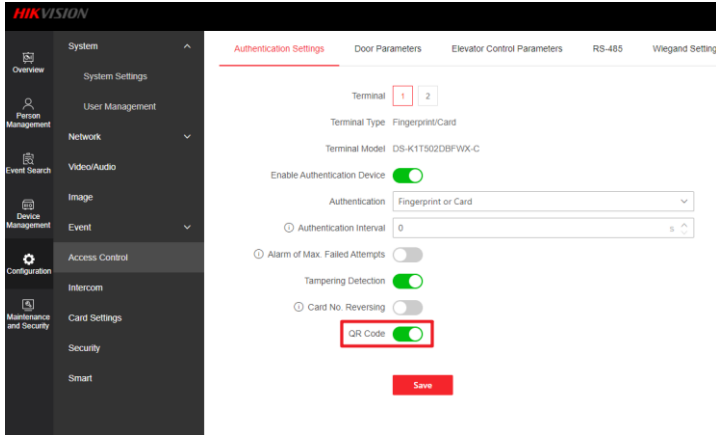 HIKVISION
Overview
Person
Management
Event Search
Device
Management
Configuration
Maintenance
and Security
System
System Settings
User Management
Network
Video/Audio
Image
Event
Access Control
Intercom
Card Settings
Security
Smart
Authentication Settings Door Parameters Elevator Control Parameters RS-485 Wiegand Setting
Terminal 1 2
Terminal Type Fingerprint/Card
Terminal Model DS-K1T502DBFWX-C
Enable Authentication Device
Authentication Fingerprint or Card
Authentication Interval 0 s
Alarm of Max. Failed Attempts
Tampering Detection
Card No. Reversing
QR Code
Save